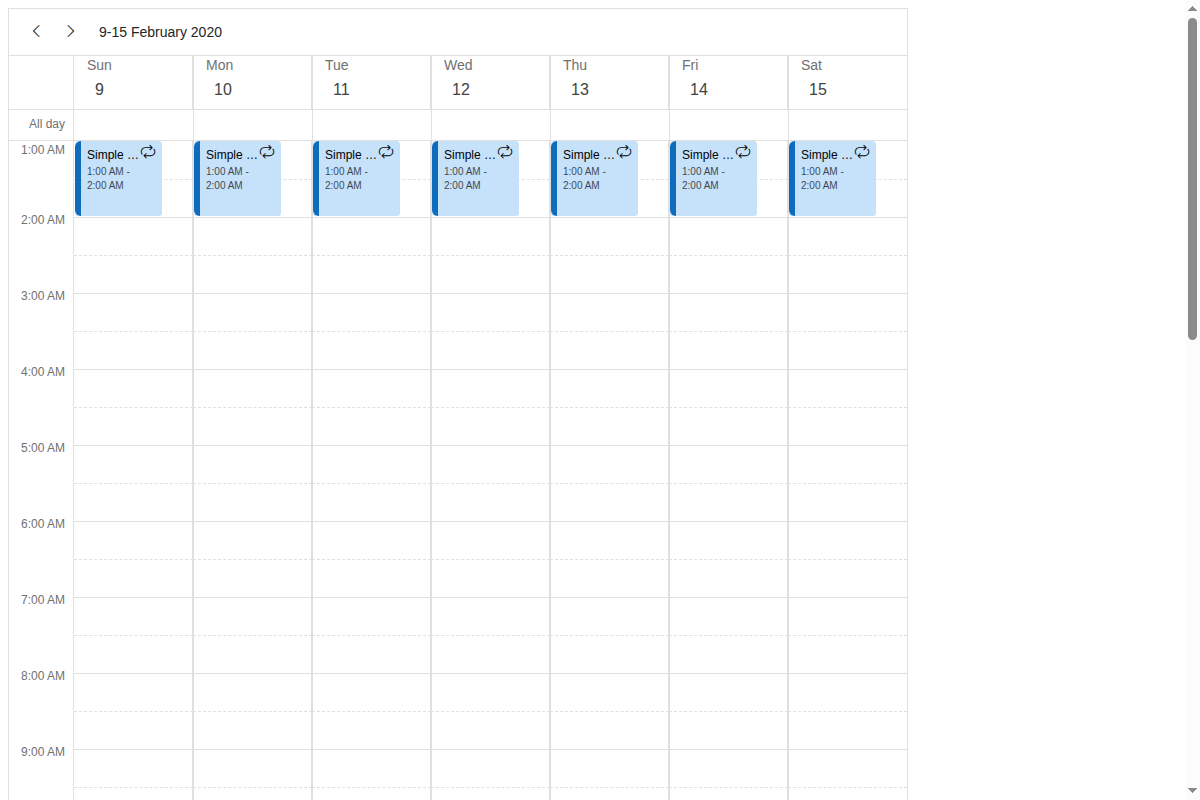 9-15 February 2020
Sun Mon Tue Wed Thu Fri Sat
9 10 11 12 13 14 15
All day
1:00 AM
Simple ... Simple ... Simple ... Simple ... Simple ... Simple ... Simple ...
1:00 AM - 1:00 AM - 1:00 AM - 1:00 AM - 1:00 AM - 1:00 AM - 1:00 AM -
2:00 AM 2:00 AM 2:00 AM 2:00 AM 2:00 AM 2:00 AM 2:00 AM
2:00 AM
3:00 AM
4:00 AM
5:00 AM
6:00 AM
7:00 AM
8:00 AM
9:00 AM